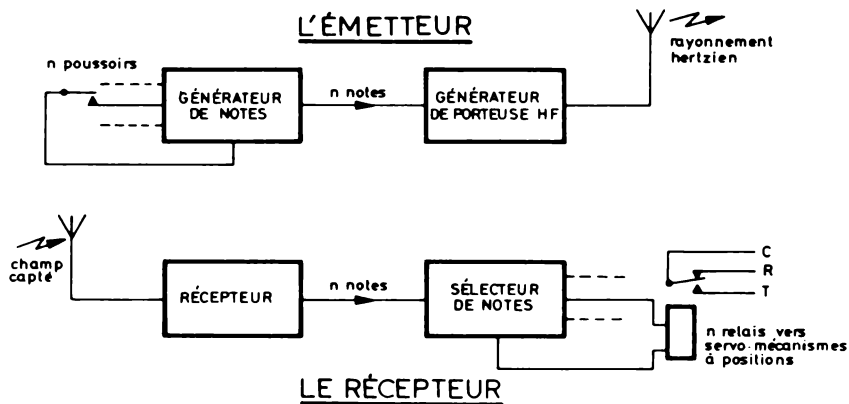 L'ÉMETTEUR
rayonnement
hertzien
n poussoirs
GÉNÉRATEUR
DE NOTES
n notes
GÉNÉRATEUR
DE PORTEUSE HF
champ
capté
RÉCEPTEUR
n notes
SÉLECTEUR
DE NOTES
C
R
T
n relais vers
servo-mécanismes
à positions
LE RÉCEPTEUR